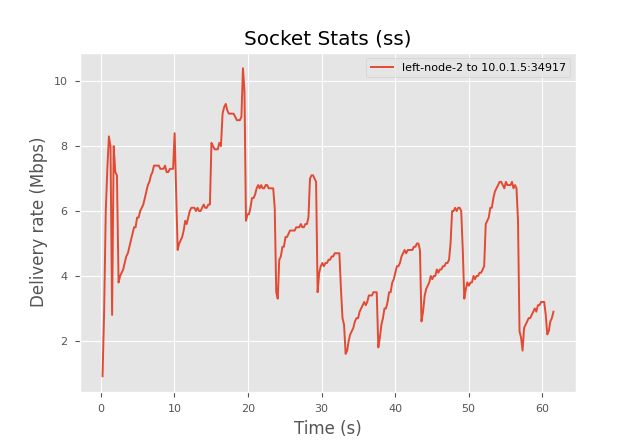 Socket Stats (ss)
left-node-2 to 10.0.1.5:34917
Delivery rate (Mbps)
10
8
6
4
2
0 10 20 30 40 50 60
Time (s)